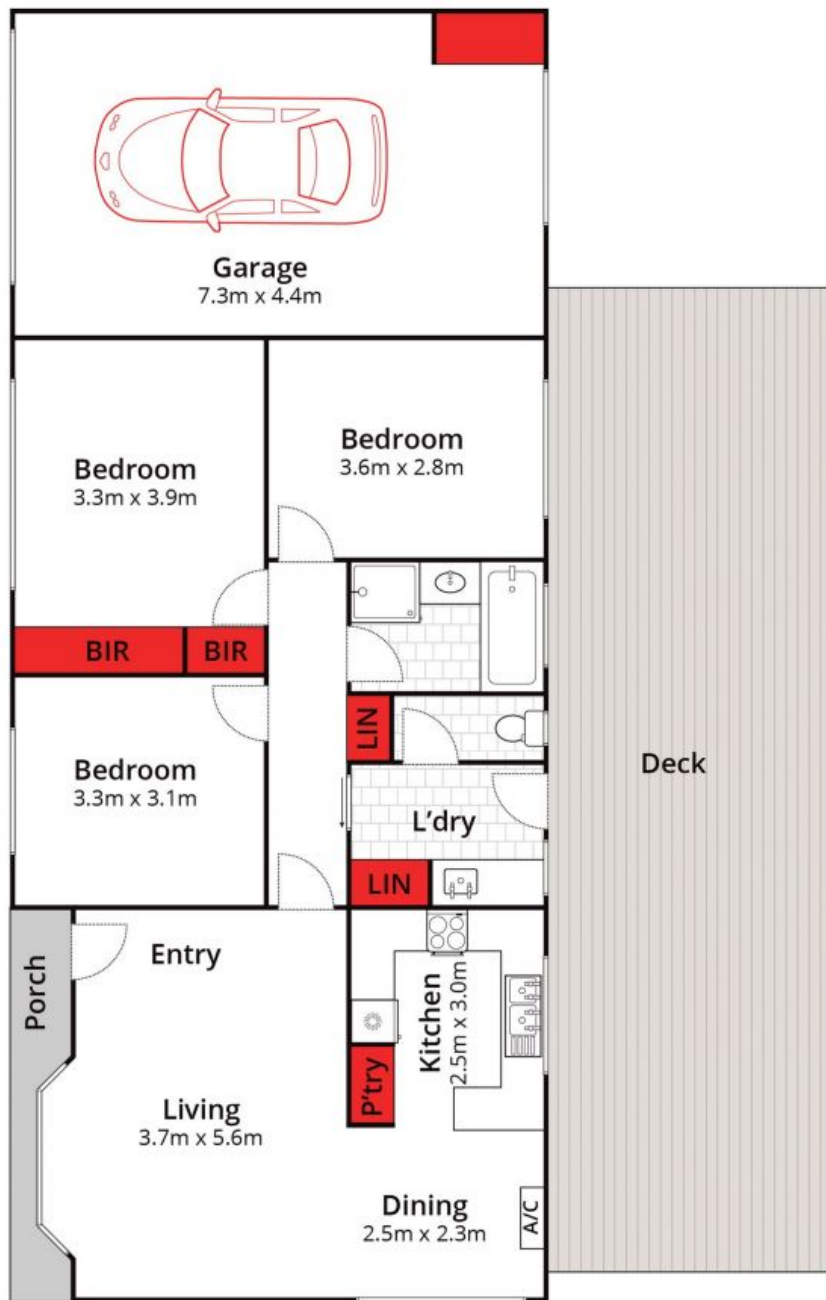 Garage
7.3m x 4.4m
Bedroom
3.3m x 3.9m
Bedroom
3.6m x 2.8m
BIR
BIR
LIN
Bedroom
3.3m x 3.1m
L'dry
LIN
Deck
Porch
Entry
Kitchen
2.5m x 3.0m
P'try
Living
3.7m x 5.6m
Dining
2.5m x 2.3m
A/C